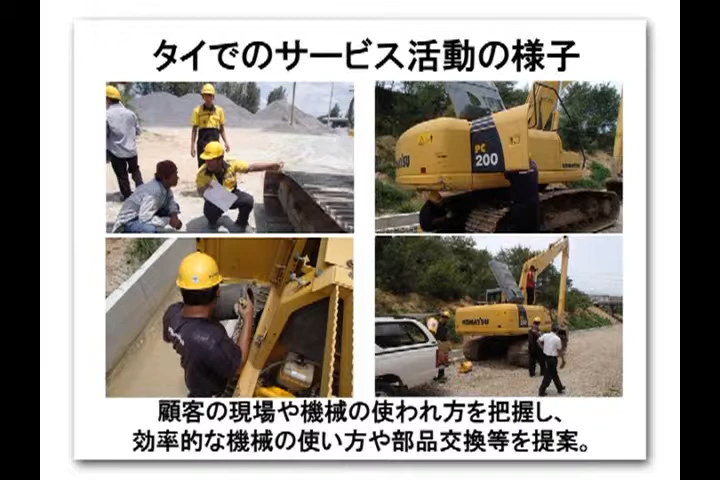 タイでのサービス活動の様子
PC
200
KOMATSU
KOMATSU
顧客の現場や機械の使われ方を把握し、
効率的な機械の使い方や部品交換等を提案。